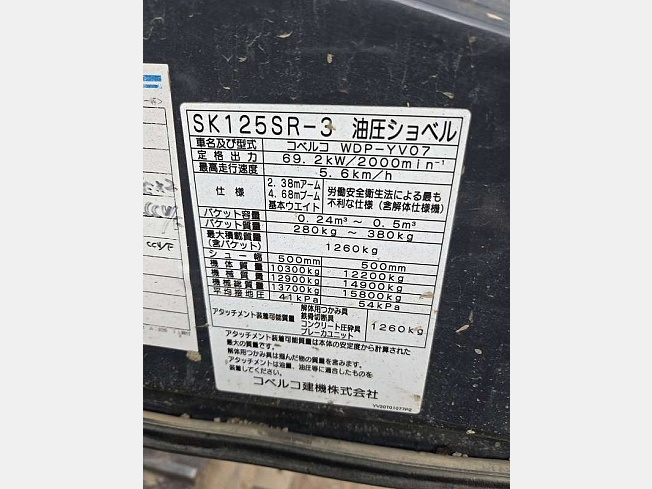 SK125SR-3 油圧ショベル
車名及び型式 コベルコ WDP-YV07
定格出力 69.2kW/2000min⁻¹
最高走行速度 5.6km/h
仕様 2.38mアーム 4.68mブーム 基本ウエイト 労働安全衛生法による最も不利な仕様(含解体仕様機)
バケット容量 0.24m³ ~ 0.5m³
バケット質量 280kg ~ 380kg
最大積載質量(含バケット) 1260kg
シュー幅 500mm 500mm
機体質量 10300kg 12200kg
機械質量 12900kg 14900kg
機械総質量 13700kg 15800kg
平均接地圧 41kPa 54kPa
アタッチメント装着可能質量 解体用つかみ具 鉄骨切断具 コンクリート圧砕具 ブレーカユニット 1260kg
アタッチメント装着可能質量は本体の安定度から計算された
最大の質量です。
解体用つかみ具は掴んだ物の質量を含みます。
アタッチメントは油量、油圧等に適合したものを
装着してください。
コベルコ建機株式会社
YV20T01077P2